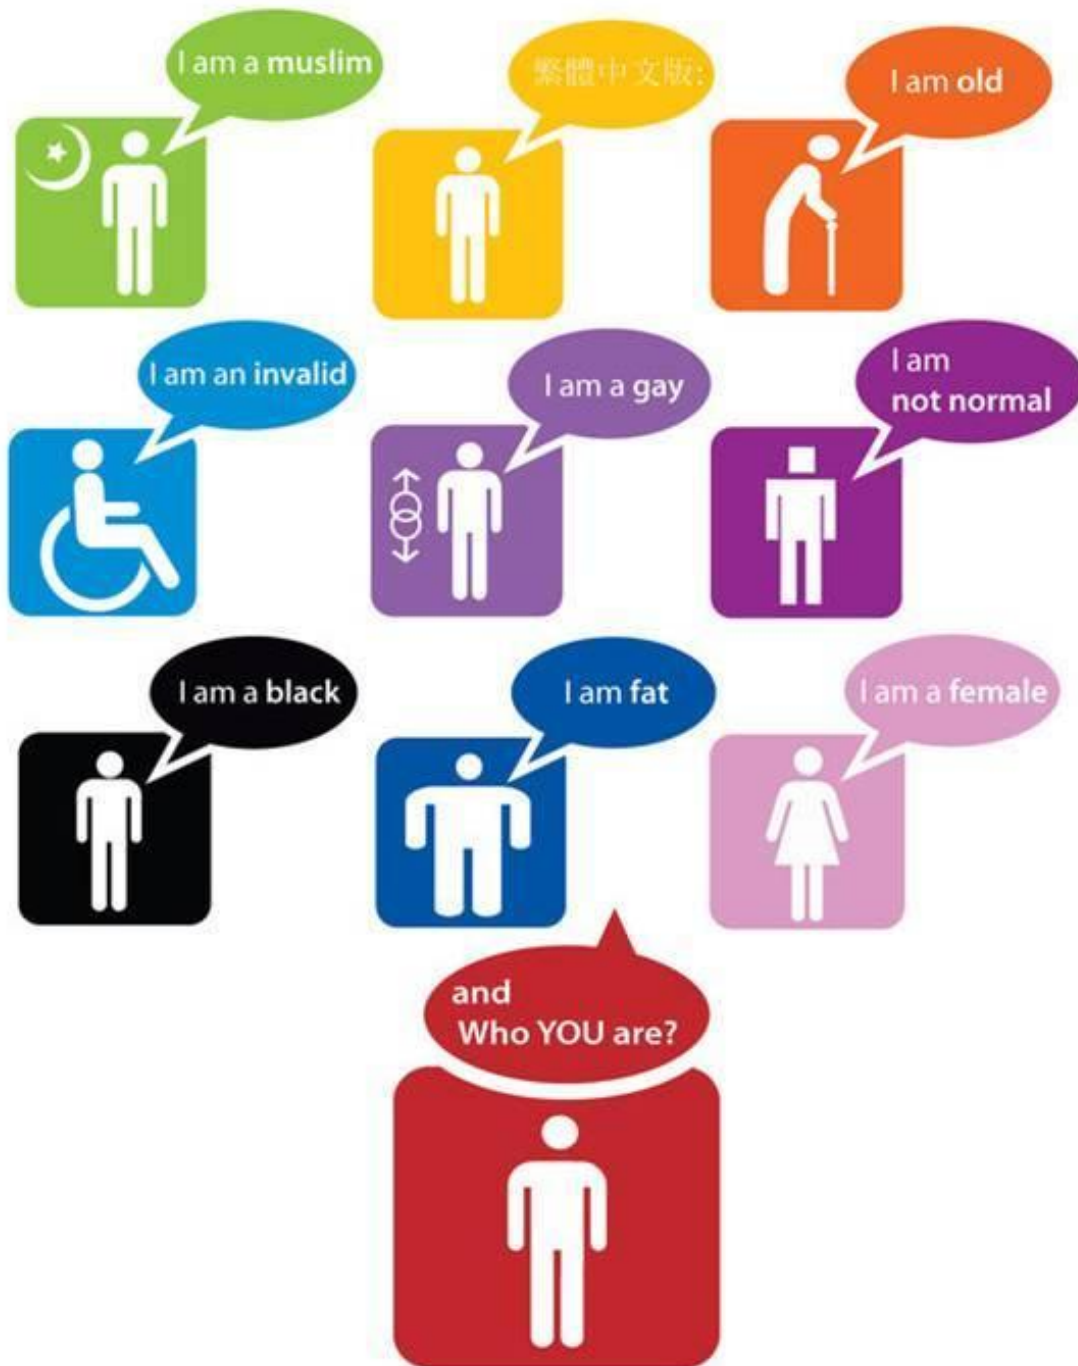 I am a muslim
繁體中文版:
I am old
I am an invalid
I am a gay
I am
not normal
I am a black
I am fat
I am a female
and
Who YOU are?